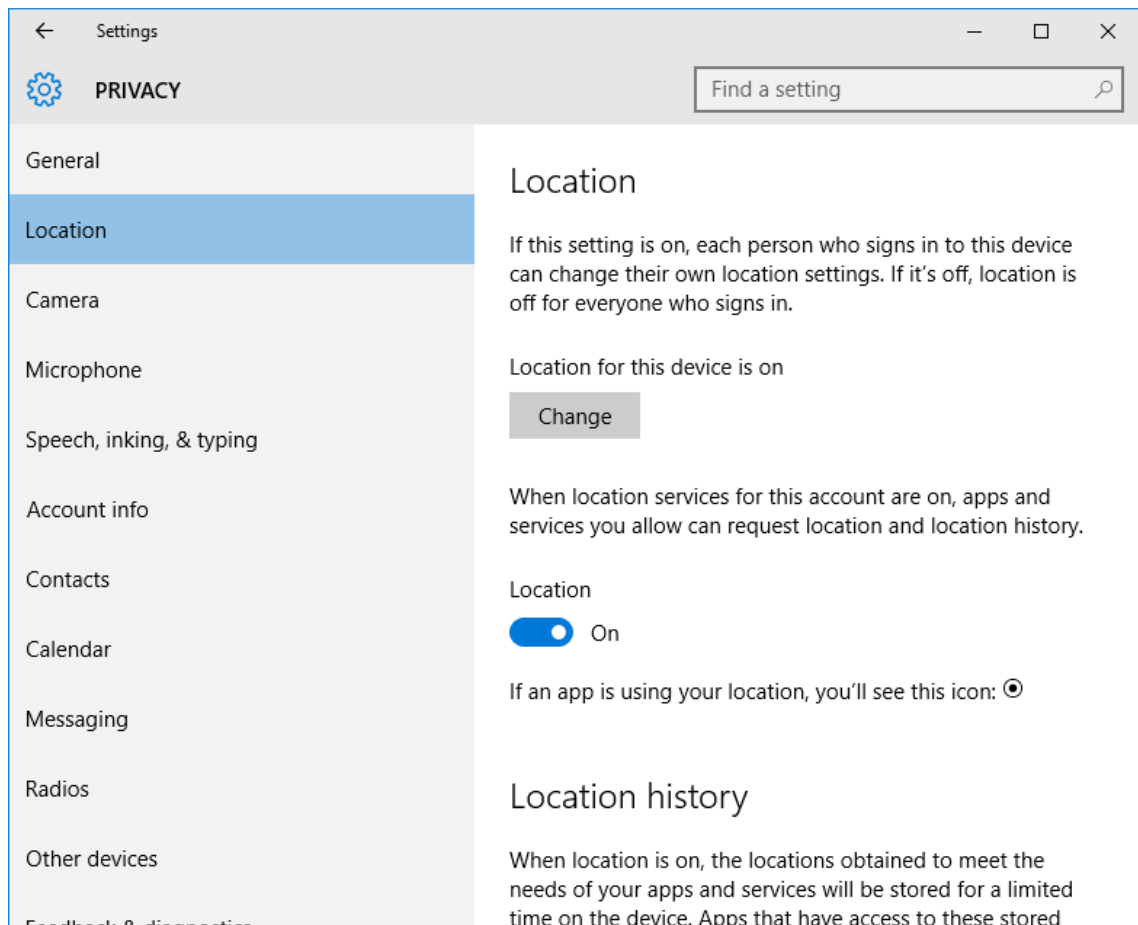 Settings
PRIVACY
Find a setting
General
Location
Camera
Microphone
Speech, inking, & typing
Account info
Contacts
Calendar
Messaging
Radios
Other devices
Feedback & diagnostics
Location
If this setting is on, each person who signs in to this device
can change their own location settings. If it's off, location is
off for everyone who signs in.
Location for this device is on
Change
When location services for this account are on, apps and
services you allow can request location and location history.
Location
On
If an app is using your location, you'll see this icon:
Location history
When location is on, the locations obtained to meet the
needs of your apps and services will be stored for a limited
time on the device. Apps that have access to these stored